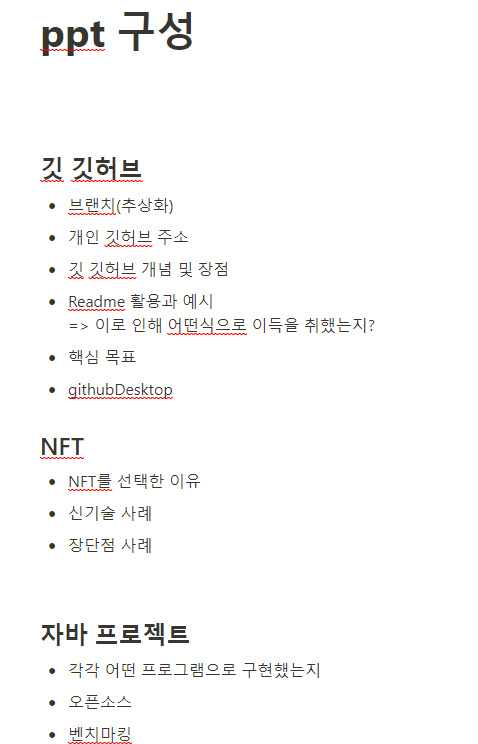 ppt 구성
깃 깃허브
• 브랜치(추상화)
• 개인 깃허브 주소
• 깃 깃허브 개념 및 장점
• Readme 활용과 예시
=> 이로 인해 어떤식으로 이득을 취했는지?
• 핵심 목표
• githubDesktop
NFT
• NFT를 선택한 이유
• 신기술 사례
• 장단점 사례
자바 프로젝트
• 각각 어떤 프로그램으로 구현했는지
• 오픈소스
• 벤치마킹